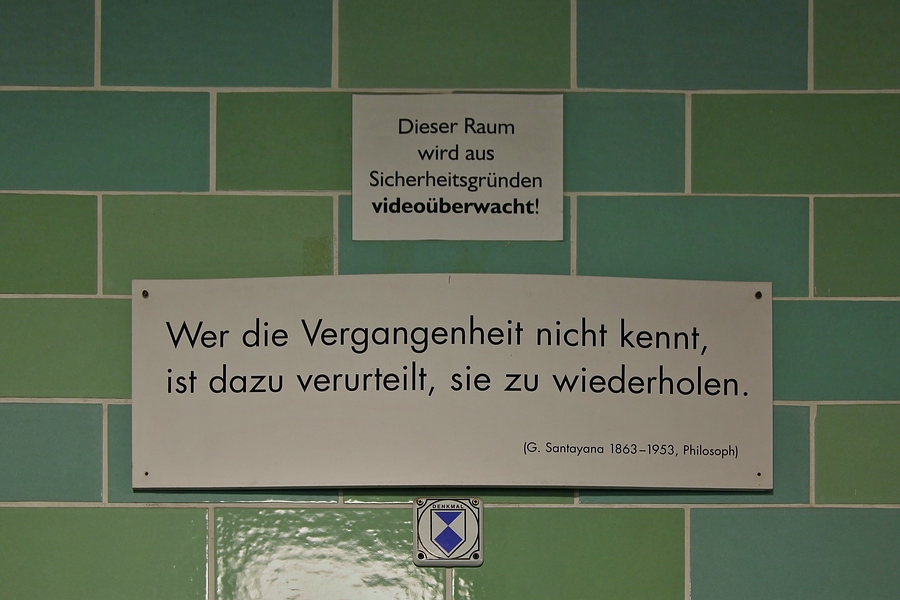 Dieser Raum
wird aus
Sicherheitsgründen
videoüberwacht!
Wer die Vergangenheit nicht kennt,
ist dazu verurteilt, sie zu wiederholen.
(G. Santayana 1863–1953, Philosoph)
DENKMAL